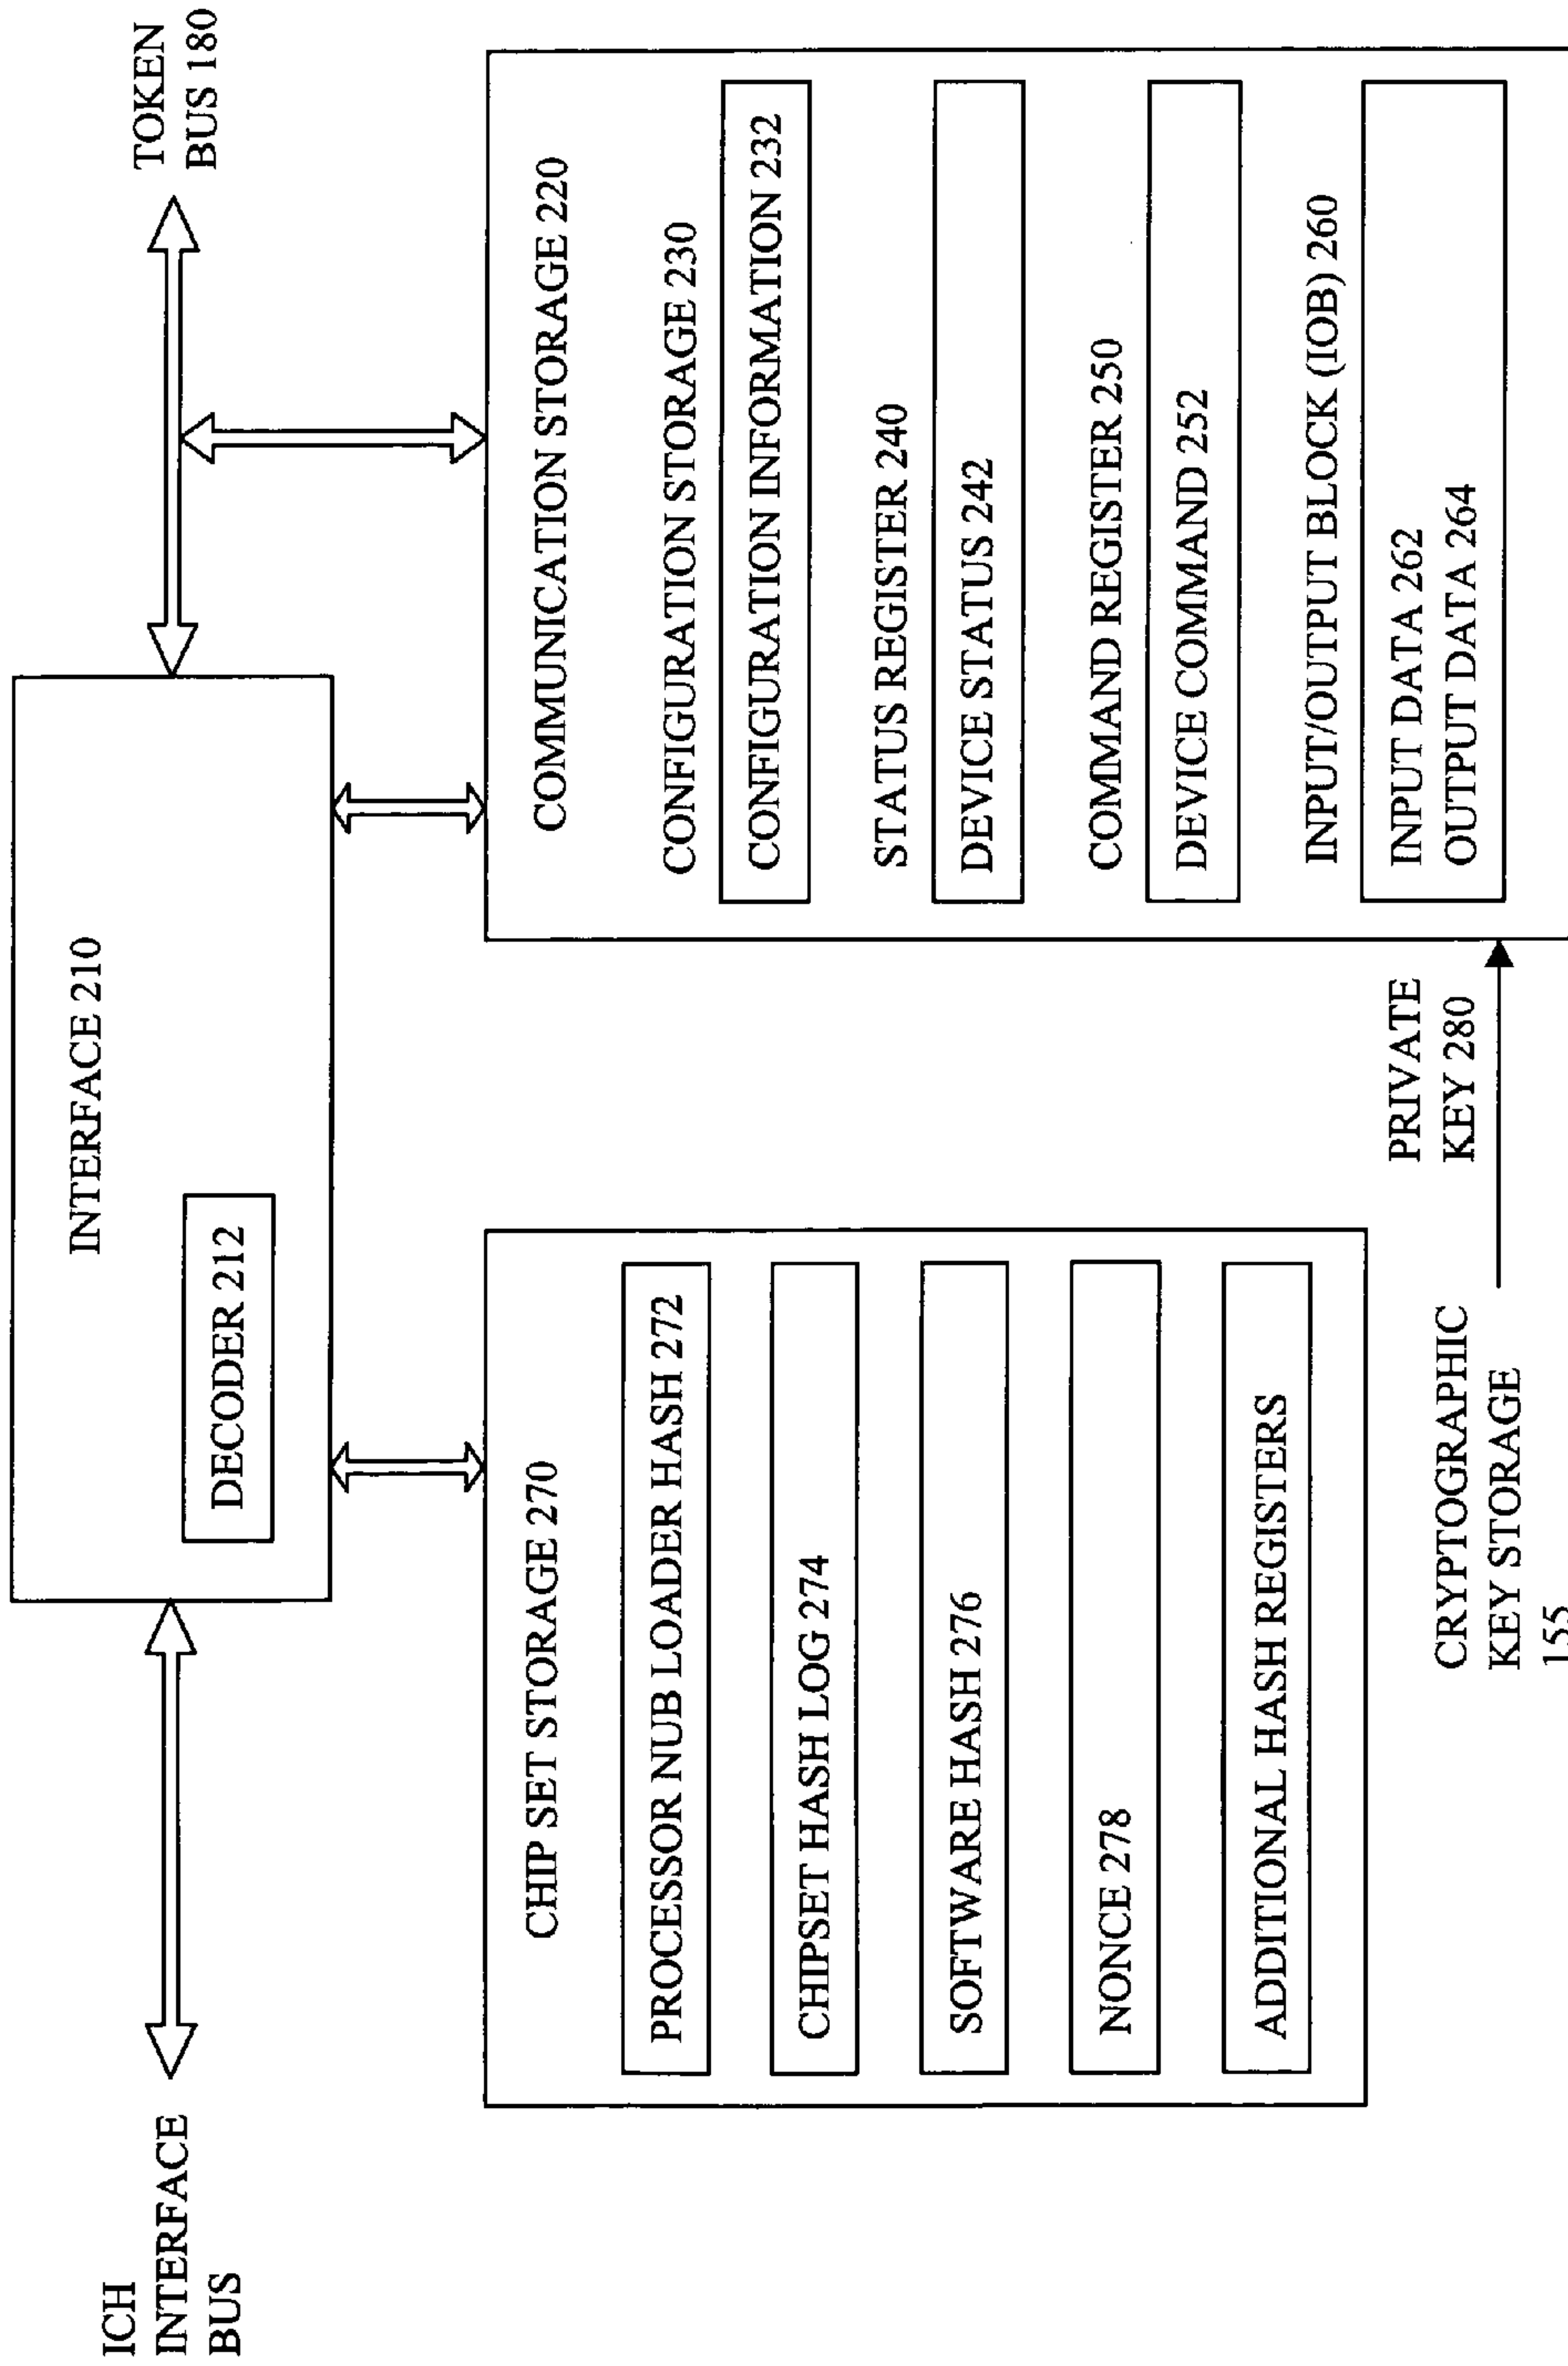 ICH
INTERFACE
BUS
INTERFACE 210
DECODER 212
TOKEN
BUS 180
CHIP SET STORAGE 270
PROCESSOR NUB LOADER HASH 272
CHIPSET HASH LOG 274
SOFTWARE HASH 276
NONCE 278
ADDITIONAL HASH REGISTERS
COMMUNICATION STORAGE 220
CONFIGURATION STORAGE 230
CONFIGURATION INFORMATION 232
STATUS REGISTER 240
DEVICE STATUS 242
COMMAND REGISTER 250
DEVICE COMMAND 252
INPUT/OUTPUT BLOCK (IOB) 260
INPUT DATA 262
OUTPUT DATA 264
CRYPTOGRAPHIC
KEY STORAGE
155
PRIVATE
KEY 280